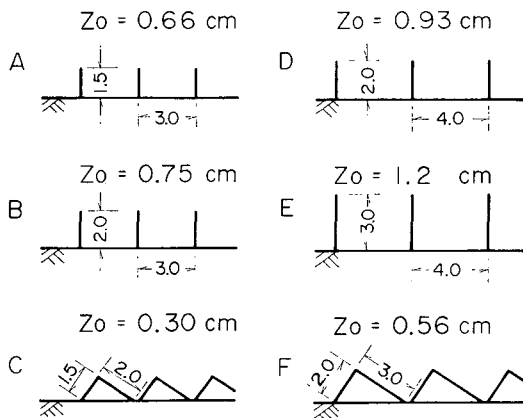 Zo = 0.66 cm
A
1.5
3.0
Zo = 0.75 cm
B
2.0
3.0
Zo = 0.30 cm
C
1.5
2.0
Zo = 0.93 cm
D
2.0
4.0
Zo = 1.2 cm
E
3.0
4.0
Zo = 0.56 cm
F
2.0
3.0